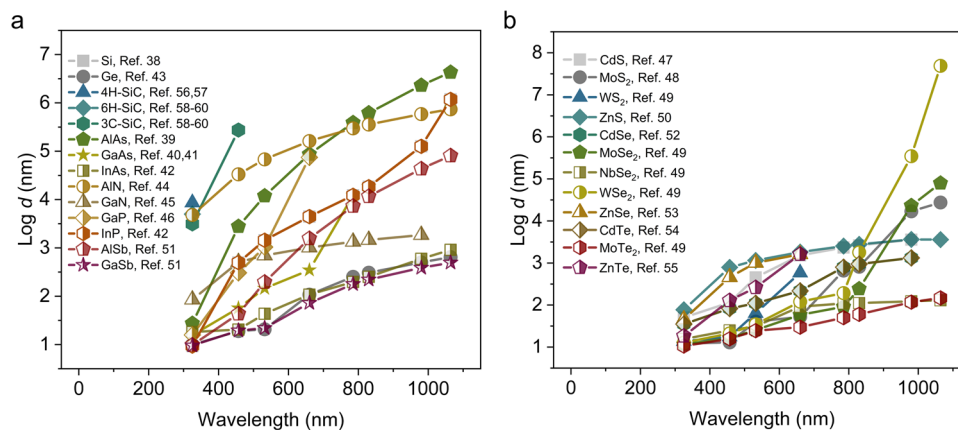 a
Log d (nm)
7
6
5
4
3
2
1
Si, Ref. 38
Ge, Ref. 43
4H-SiC, Ref. 56,57
6H-SiC, Ref. 58-60
3C-SiC, Ref. 58-60
AlAs, Ref. 39
GaAs, Ref. 40,41
InAs, Ref. 42
AlN, Ref. 44
GaN, Ref. 45
GaP, Ref. 46
InP, Ref. 42
AlSb, Ref. 51
GaSb, Ref. 51
0 200 400 600 800 1000
Wavelength (nm)
b
Log d (nm)
8
7
6
5
4
3
2
1
CdS, Ref. 47
MoS2, Ref. 48
WS2, Ref. 49
ZnS, Ref. 50
CdSe, Ref. 52
MoSe2, Ref. 49
NbSe2, Ref. 49
WSe2, Ref. 49
ZnSe, Ref. 53
CdTe, Ref. 54
MoTe2, Ref. 49
ZnTe, Ref. 55
0 200 400 600 800 1000
Wavelength (nm)